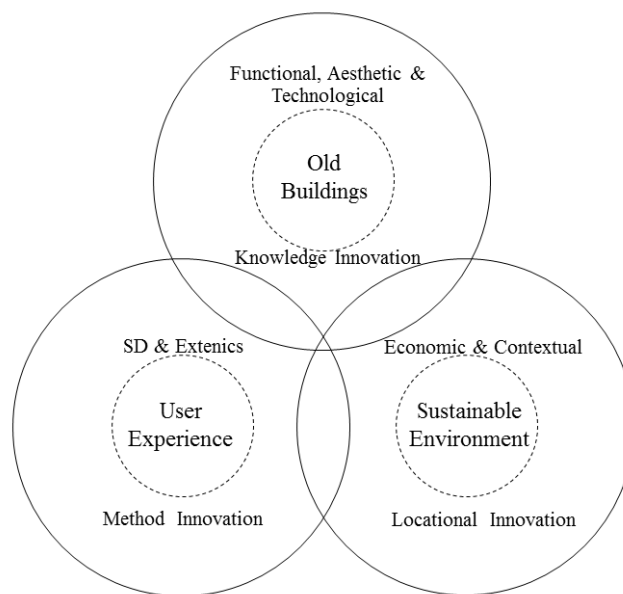 Functional, Aesthetic &
Technological
Old
Buildings
Knowledge Innovation
SD & Extenics
User
Experience
Method Innovation
Economic & Contextual
Sustainable
Environment
Locational Innovation